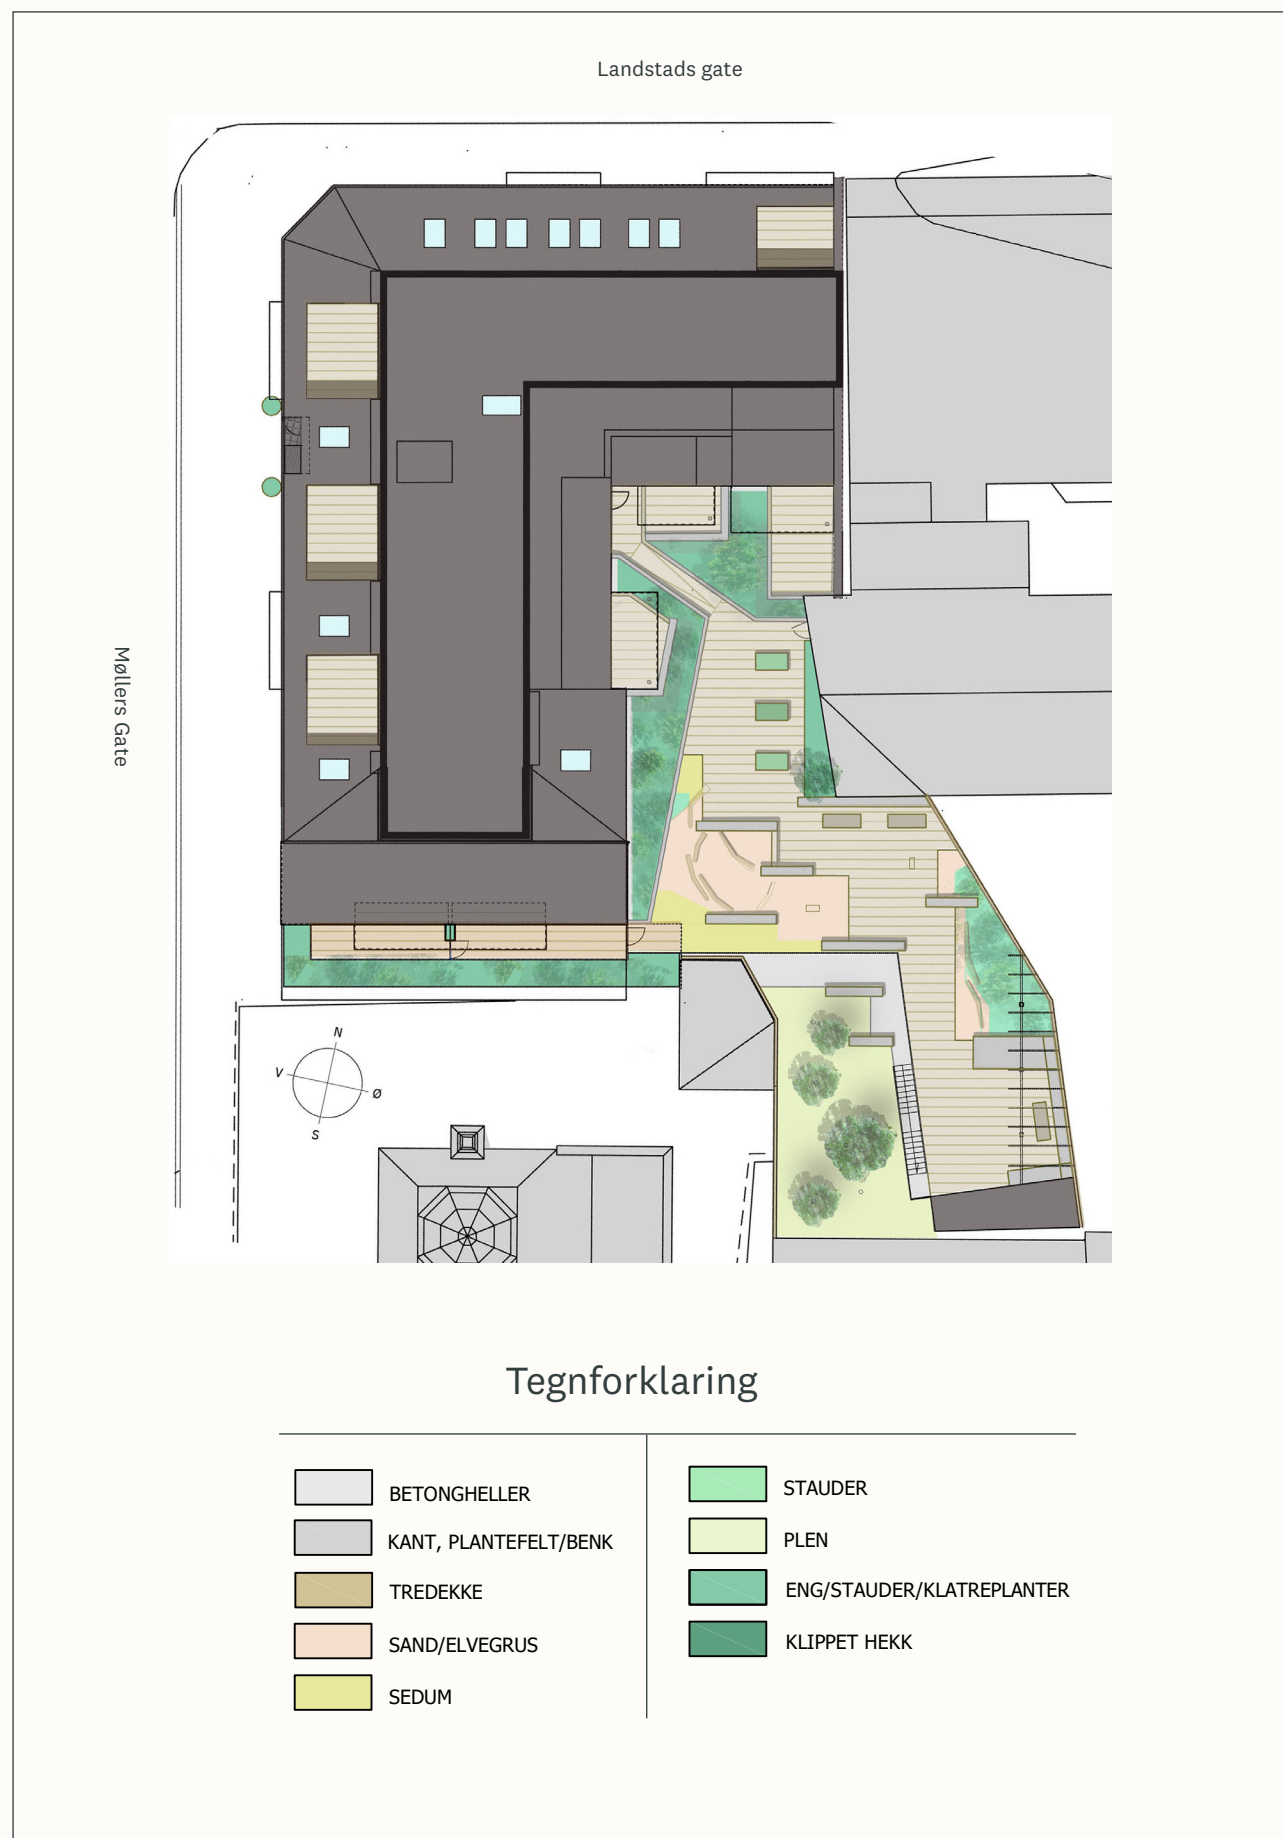 Landstads gate
Møllers Gate
N
V
Ø
S
Tegnforklaring
BETONGHELLER
KANT, PLANTEFELT/BENK
TREDEKKE
SAND/ELVEGRUS
SEDUM
STAUDER
PLEN
ENG/STAUDER/KLATREPLANTER
KLIPPET HEKK